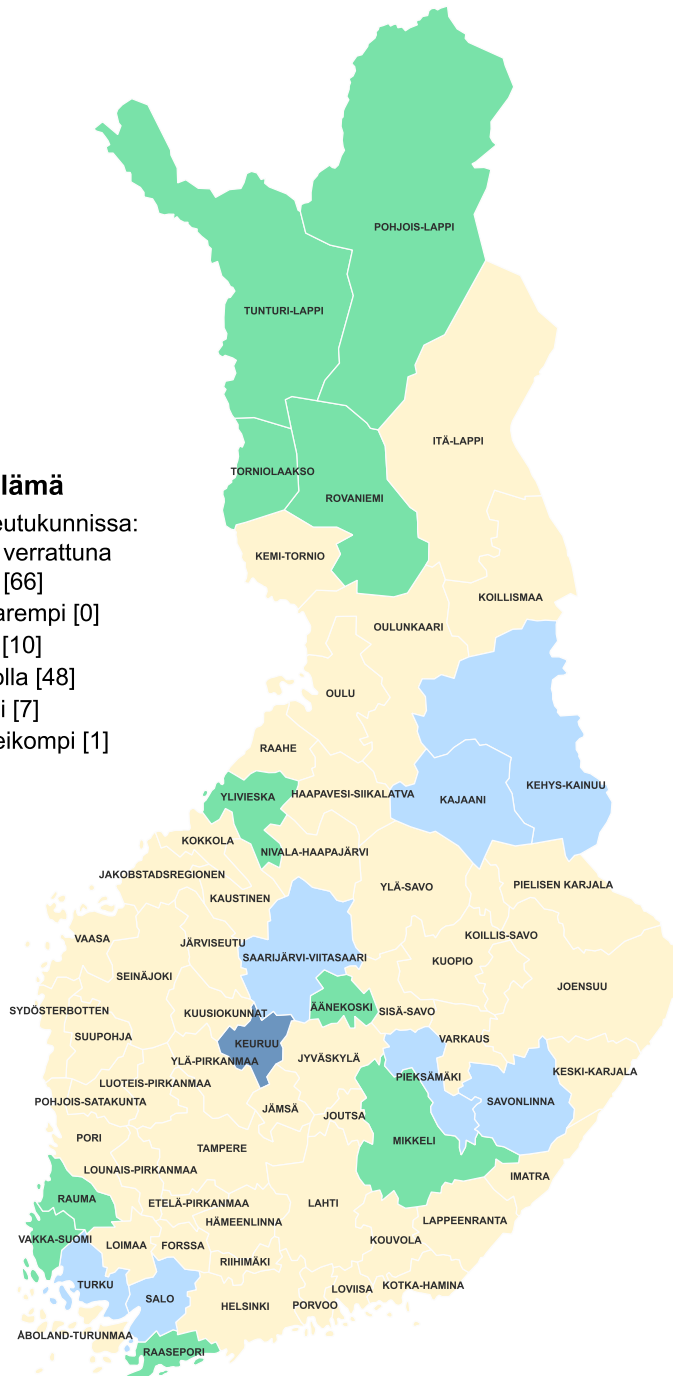 POHJOIS-LAPPI
TUNTURI-LAPPI
ITÄ-LAPPI
TORNIOLAAKSO
lämä
ROVANIEMI
eutukunnissa:
verrattuna
KEMI-TORNIO
[66]
KOILLISMAA
arempi [0]
OULUNKAARI
[10]
olla [48]
OULU
i [7]
eikompi [1]
RAAHE
KEHYS-KAINUU
HAAPAVESI-SIIKALATVA
YLIVIESKA
KAJAANI
KOKKOLA
NIVALA-HAAPAJÄRVI
JAKOBSTADSREGIONEN
YLÄ-SAVO
PIELISEN KARJALA
KAUSTINEN
KOILLIS-SAVO
VAASA
JÄRVISEUTU
SAARIJÄRVI-VIITASAARI
KUOPIO
SEINÄJOKI
JOENSUU
ÄÄNEKOSKI
SYDÖSTERBOTTEN
KUUSIOKUNNAT
SISÄ-SAVO
SUUPOHJA
VARKAUS
KEURUU
YLÄ-PIRKANMAA
JYVÄSKYLÄ
KESKI-KARJALA
PIEKSÄMÄKI
LUOTEIS-PIRKANMAA
POHJOIS-SATAKUNTA
SAVONLINNA
JÄMSÄ
JOUTSA
PORI
MIKKELI
TAMPERE
LOUNAIS-PIRKANMAA
IMATRA
RAUMA
ETELÄ-PIRKANMAA
LAHTI
HÄMEENLINNA
LAPPEENRANTA
VAKKA-SUOMI
KOUVOLA
LOIMAA
FORSSA
RIIHIMÄKI
TURKU
KOTKA-HAMINA
LOVIISA
SALO
HELSINKI
PORVOO
ÅBOLAND-TURUNMAA
RAASEPORI